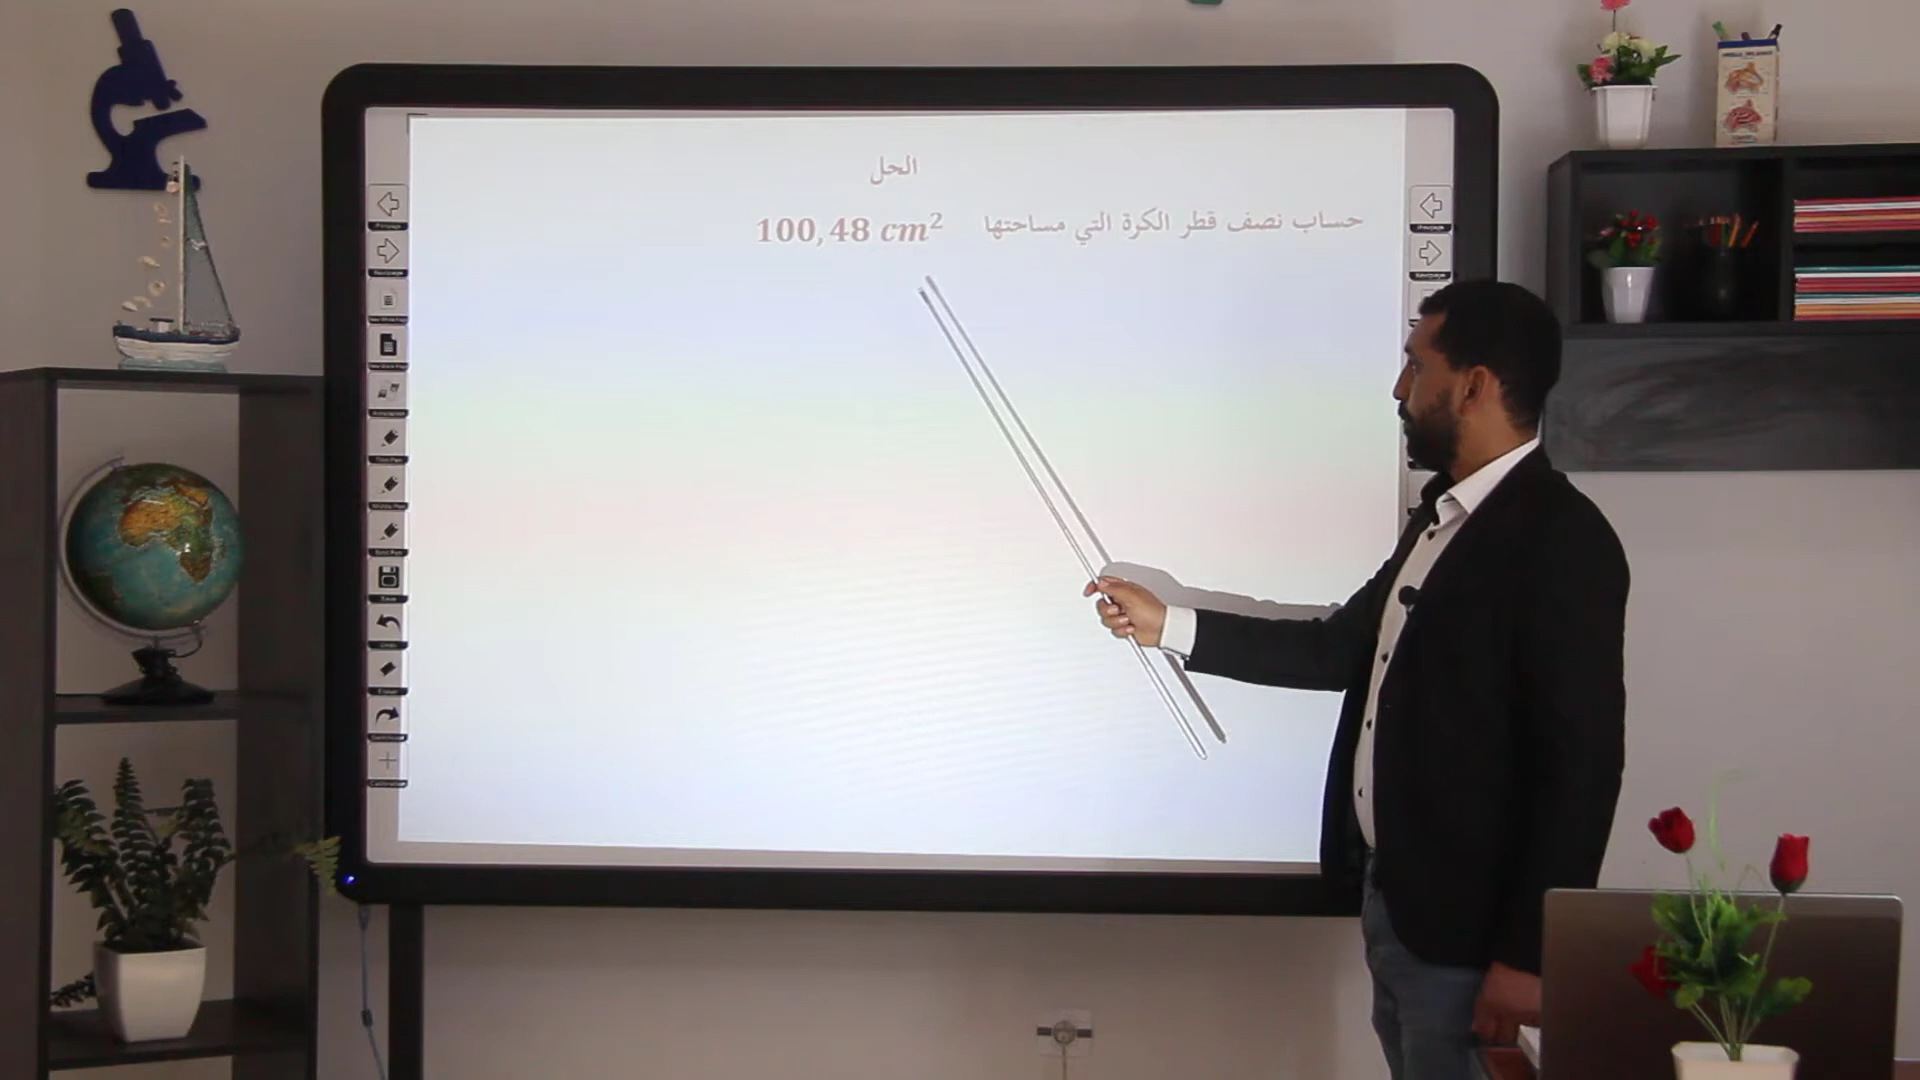 الحل
حساب نصف قطر الكرة التي مساحتها 100,48 cm²